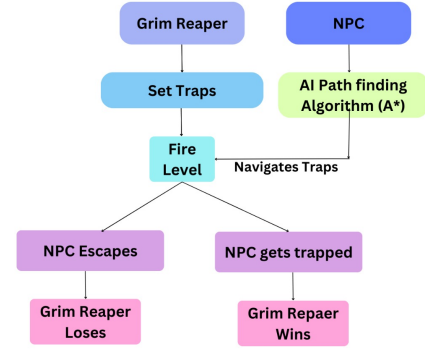 Grim Reaper
NPC
Set Traps
AI Path finding
Algorithm (A*)
Fire
Level
Navigates Traps
NPC Escapes
NPC gets trapped
Grim Reaper
Loses
Grim Repaer
Wins